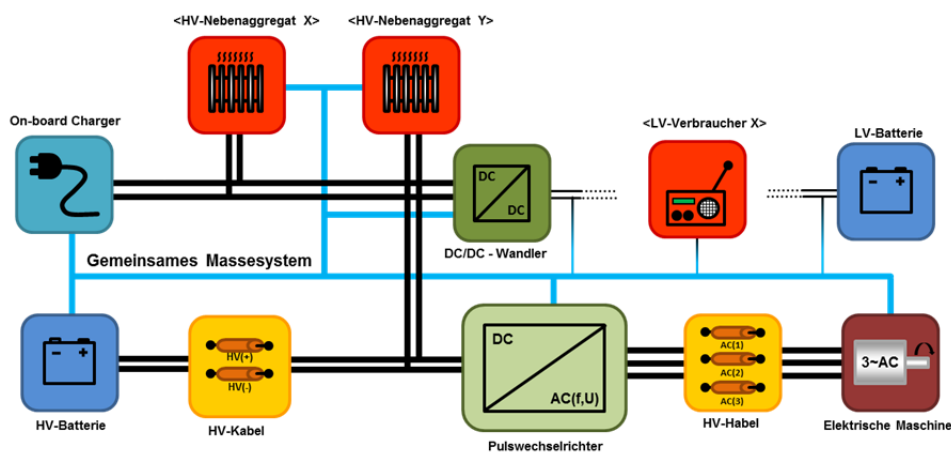 <HV-Nebenaggregat X>
<HV-Nebenaggregat Y>
On-board Charger
<LV-Verbraucher X>
LV-Batterie
DC
DC
- +
DC/DC - Wandler
Gemeinsames Massesystem
- +
HV(+)
HV(-)
DC
AC(f,U)
AC(1)
AC(2)
AC(3)
3~AC
HV-Batterie
HV-Kabel
Pulswechselrichter
HV-Habel
Elektrische Maschine